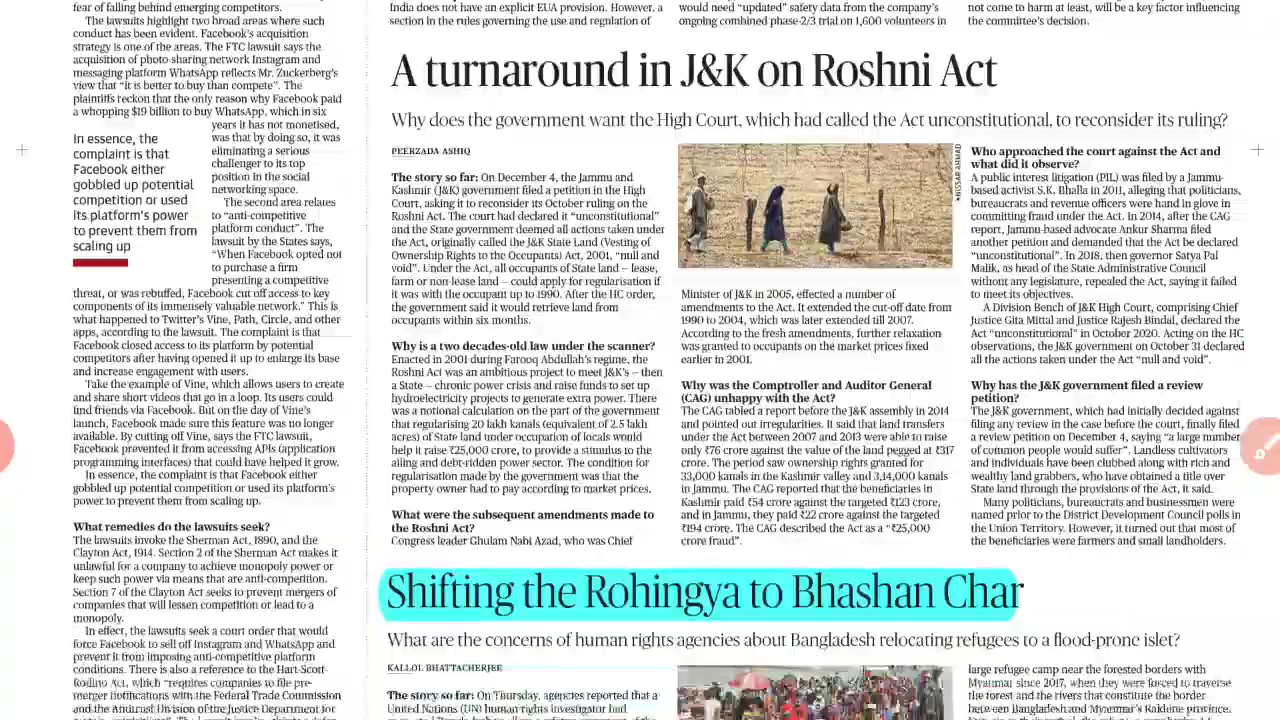 fear of falling behind emerging competitors.
The lawsuits highlight two broad areas where such
conduct has been evident. Facebook's acquisition
strategy is one of the areas. The FTC lawsuit says the
acquisition of photo-sharing network Instagram and
messaging platform WhatsApp reflects Mr. Zuckerberg's
view that "it is better to buy than compete". The
plaintiffs reckon that the only reason why Facebook paid
a whopping $19 billion to buy WhatsApp, which in six
years it has not monetised,
was that by doing so, it was
eliminating a serious
challenger to its top
position in the social
networking space.
The second area relates
to "anti-competitive
platform conduct". The
lawsuit by the States says,
"When Facebook opted not
to purchase a firm
presenting a competitive
In essence, the
complaint is that
Facebook either
gobbled up potential
competition or used
its platform's power
to prevent them from
scaling up
threat, or was rebuffed, Facebook cut off access to key
components of its immensely valuable network." This is
what happened to Twitter's Vine, Path, Circle, and other
apps, according to the lawsuit. The complaint is that
Facebook closed access to its platform by potential
competitors after having opened it up to enlarge its base
and increase engagement with users.
Take the example of Vine, which allows users to create
and share short videos that go in a loop. Its users could
find friends via Facebook. But on the day of Vine's
launch, Facebook made sure this feature was no longer
available. By cutting off Vine, says the FTC lawsuit,
Facebook prevented it from accessing APIs (application
programming interfaces) that could have helped it grow.
In essence, the complaint is that Facebook either
gobbled up potential competition or used its platform's
power to prevent them from scaling up.
What remedies do the lawsuits seek?
The lawsuits invoke the Sherman Act, 1890, and the
Clayton Act, 1914. Section 2 of the Sherman Act makes it
unlawful for a company to achieve monopoly power or
keep such power via means that are anti-competitive.
Section 7 of the Clayton Act seeks to prevent mergers of
companies that will lessen competition or lead to a
monopoly.
In effect, the lawsuits seek a court order that would
force Facebook to sell off Instagram and WhatsApp and
prevent it from imposing anti-competitive platform
conditions. There is also a reference to the Hart-Scott-
Rodino Act, which "requires companies to file pre-
merger notifications with the Federal Trade Commission
and the Antitrust Division of the Justice Department for
India does not have an explicit EUA provision. However, a
section in the rules governing the use and regulation of
would need "updated" safety data from the company's
ongoing combined phase-2/3 trial on 1,600 volunteers in
not come to harm at least, will be a key factor influencing
the committee's decision.
A turnaround in J&K on Roshni Act
Why does the government want the High Court, which had called the Act unconstitutional, to reconsider its ruling?
PEERZADA ASHIQ
The story so far: On December 4, the Jammu and
Kashmir (J&K) government filed a petition in the High
Court, asking it to reconsider its October ruling on the
Roshni Act. The court had declared it "unconstitutional"
and the State government deemed all actions taken under
the Act, originally called the J&K State Land (Vesting of
Ownership Rights to the Occupants) Act, 2001, "null and
void". Under the Act, all occupants of State land – lease,
farm or non-lease land – could apply for regularisation if
it was with the occupant up to 1990. After the HC order,
the government said it would retrieve land from
occupants within six months.
Why is a two decades-old law under the scanner?
Enacted in 2001 during Farooq Abdullah's regime, the
Roshni Act was an ambitious project to meet J&K's – then
a State – chronic power crisis and raise funds to set up
hydroelectricity projects to generate extra power. There
was a notional calculation on the part of the government
that regularising 20 lakh kanals (equivalent of 2.5 lakh
acres) of State land under occupation of locals would
help it raise ₹25,000 crore, to provide a stimulus to the
ailing and debt-ridden power sector. The condition for
regularisation made by the government was that the
property owner had to pay according to market prices.
What were the subsequent amendments made to
the Roshni Act?
Congress leader Ghulam Nabi Azad, who was Chief
NISSAR AHMAD
Minister of J&K in 2005, effected a number of
amendments to the Act. It extended the cut-off date from
1990 to 2004, which was later extended till 2007.
According to the fresh amendments, further relaxation
was granted to occupants on the market prices fixed
earlier in 2001.
Why was the Comptroller and Auditor General
(CAG) unhappy with the Act?
The CAG tabled a report before the J&K assembly in 2014
and pointed out irregularities. It said that land transfers
under the Act between 2007 and 2013 were able to raise
only ₹76 crore against the value of the land pegged at ₹317
crore. The period saw ownership rights granted for
33,000 kanals in the Kashmir valley and 3,14,000 kanals
in Jammu. The CAG reported that the beneficiaries in
Kashmir paid ₹54 crore against the targeted ₹123 crore,
and in Jammu, they paid ₹22 crore against the targeted
₹194 crore. The CAG described the Act as a "₹25,000
crore fraud".
Who approached the court against the Act and
what did it observe?
A public interest litigation (PIL) was filed by a Jammu-
based activist S.K. Bhalla in 2011, alleging that politicians,
bureaucrats and revenue officers were hand in glove in
committing fraud under the Act. In 2014, after the CAG
report, Jammu-based advocate Ankur Sharma filed
another petition and demanded that the Act be declared
"unconstitutional". In 2018, then governor Satya Pal
Malik, as head of the State Administrative Council
without any legislature, repealed the Act, saying it failed
to meet its objectives.
A Division Bench of J&K High Court, comprising Chief
Justice Gita Mittal and Justice Rajesh Bindal, declared the
Act "unconstitutional" in October 2020. Acting on the HC
observations, the J&K government on October 31 declared
all the actions taken under the Act "null and void".
Why has the J&K government filed a review
petition?
The J&K government, which had initially decided against
filing any review in the case before the court, finally filed
a review petition on December 4, saying "a large number
of common people would suffer". Landless cultivators
and individuals have been clubbed along with rich and
wealthy land grabbers, who have obtained a title over
State land through the provisions of the Act, it said.
Many politicians, bureaucrats and businessmen were
named prior to the District Development Council polls in
the Union Territory. However, it turned out that most of
the beneficiaries were farmers and small landholders.
Shifting the Rohingya to Bhashan Char
What are the concerns of human rights agencies about Bangladesh relocating refugees to a flood-prone islet?
KALLOL BHATTACHERJEE
The story so far: On Thursday, agencies reported that a
United Nations (UN) human rights investigator had
large refugee camp near the forested borders with
Myanmar since 2017, when they were forced to traverse
the forest and the rivers that constitute the border
between Bangladesh and Myanmar's Rakhine province.